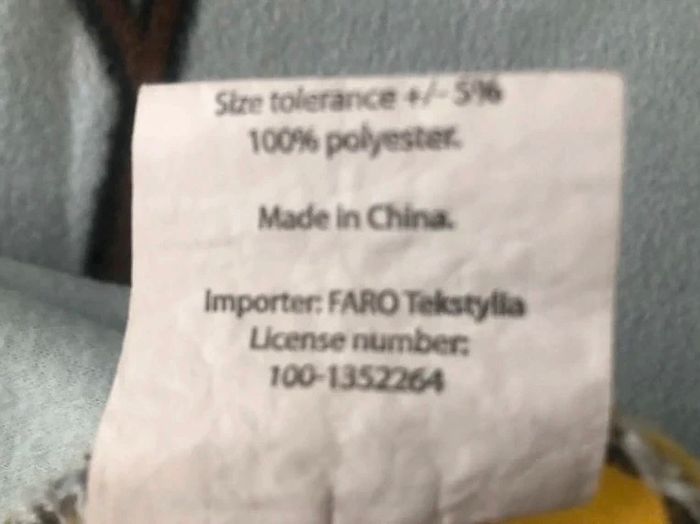 Size tolerance +/- 5%
100% polyester.
Made in China.
Importer: FARO Tekstylia
License number:
100-1352264